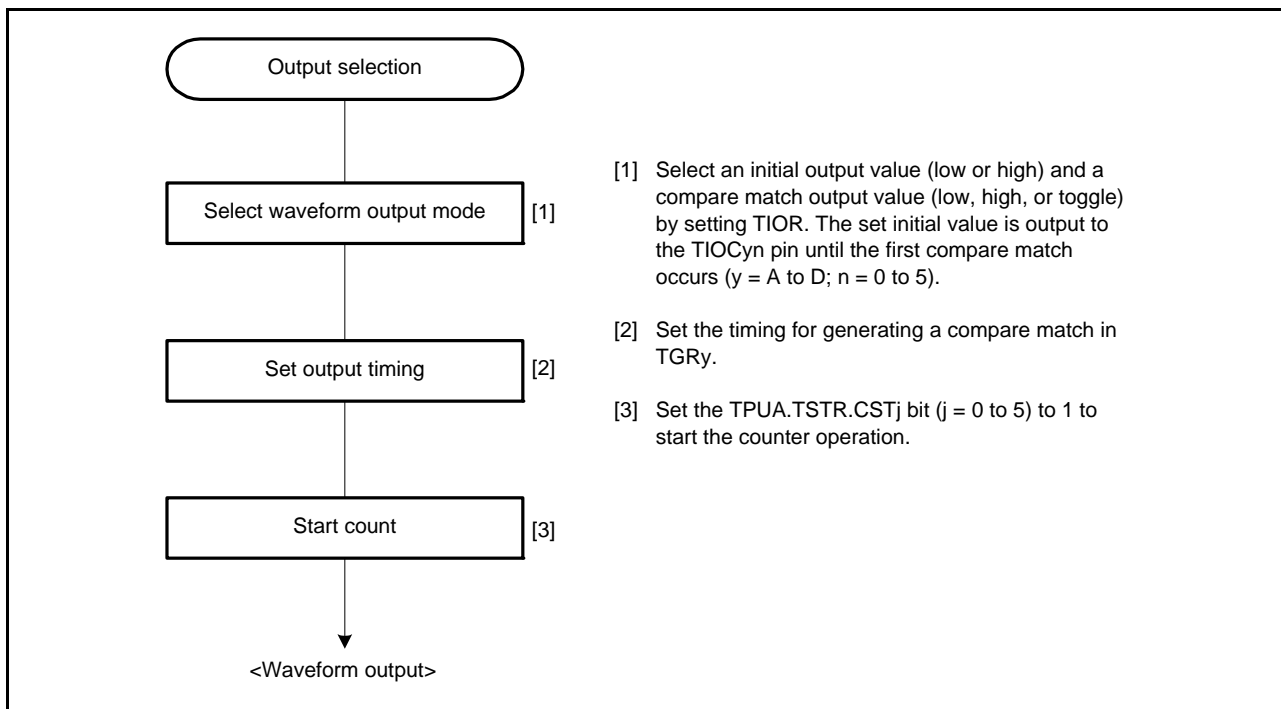 Output selection
Select waveform output mode [1]
Set output timing [2]
Start count [3]
<Waveform output>
[1] Select an initial output value (low or high) and a
compare match output value (low, high, or toggle)
by setting TIOR. The set initial value is output to
the TIOCyn pin until the first compare match
occurs (y = A to D; n = 0 to 5).
[2] Set the timing for generating a compare match in
TGRy.
[3] Set the TPUA.TSTR.CSTj bit (j = 0 to 5) to 1 to
start the counter operation.